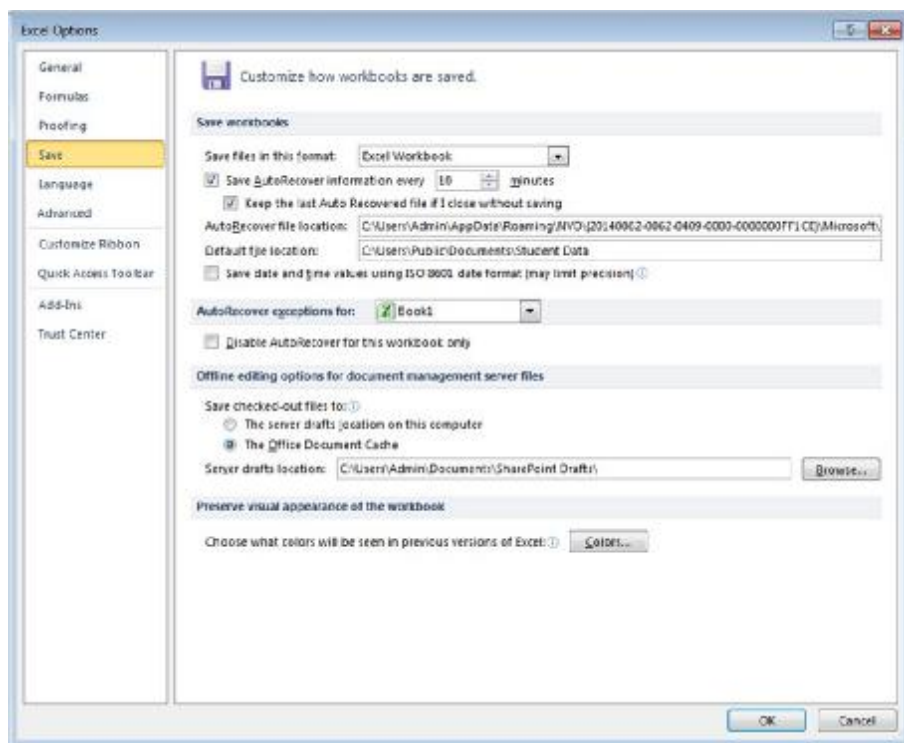 Excel Options
General
Formulas
Proofing
Save
Language
Advanced
Customize Ribbon
Quick Access Toolbar
Add-Ins
Trust Center
Customize how workbooks are saved.
Save workbooks
Save files in this format: Excel Workbook
Save AutoRecover information every 10 minutes
Keep the last Auto Recovered file if I close without saving
AutoRecover file location: 
Default file location: C:\Users\Public\Documents\Student Data
Save date and time values using ISO 8601 date format (may limit precision)
AutoRecover exceptions for: Book1
Disable AutoRecover for this workbook only
Offline editing options for document management server files
Save checked-out files to:
The server drafts location on this computer
The Office Document Cache
Server drafts location: C:\Users\Admin\Documents\SharePoint Drafts\
Browse...
Preserve visual appearance of the workbook
Choose what colors will be seen in previous versions of Excel: Colors...
OK Cancel